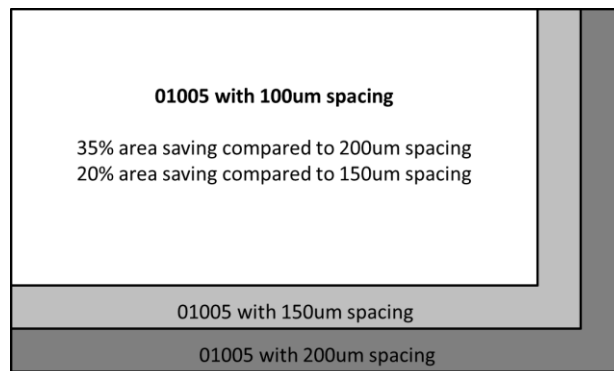 01005 with 100um spacing
35% area saving compared to 200um spacing
20% area saving compared to 150um spacing
01005 with 150um spacing
01005 with 200um spacing